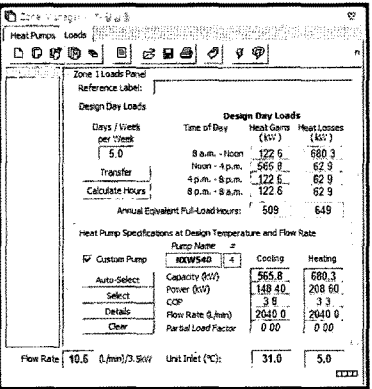 Heat Pumps Loads
Zone 1 Loads Panel
Reference Label:
Design Day Loads
Design Day Loads
Days / Week per Week Time of Day Heat Gains (kW) Heat Losses (kW)
5.0 8 a.m. - Noon 122.6 680.3
Noon - 4 p.m. 565.8 62.9
Transfer 4 p.m. - 8 p.m. 122.6 62.9
Calculate Hours 8 p.m. - 8 a.m. 122.6 62.9
Annual Equivalent Full-Load Hours: 509 649
Heat Pump Specifications at Design Temperature and Flow Rate
Pump Name #
Custom Pump NXW540 4 Cooling Heating
Auto-Select Capacity (kW) 565.8 680.3
Select Power (kW) 148.40 208.60
COP 3.8 3.3
Details Flow Rate (L/min) 2040.0 2040.0
Clear Partial Load Factor 0.00 0.00
Flow Rate 10.6 (L/min)/3.5kW Unit Inlet (°C): 31.0 5.0